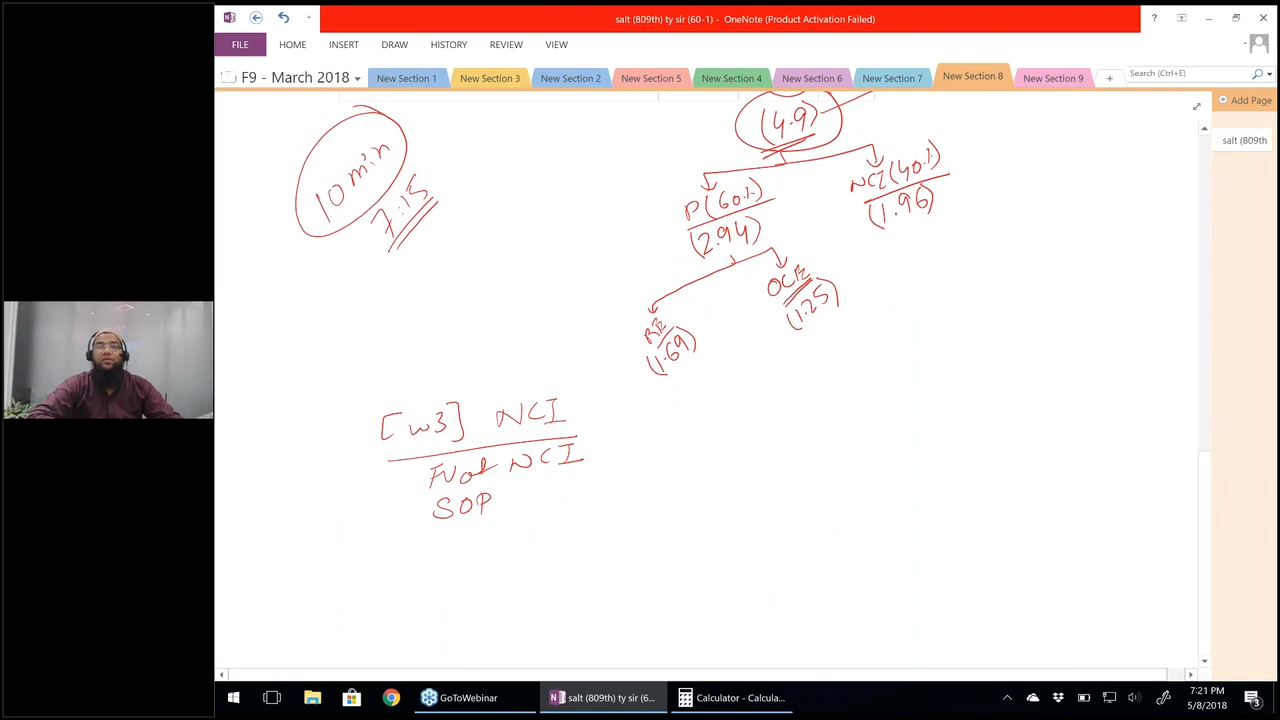 salt (809th) ty sir (60-1) - OneNote (Product Activation Failed)
FILE HOME INSERT DRAW HISTORY REVIEW VIEW
F9 - March 2018 New Section 1 New Section 3 New Section 2 New Section 5 New Section 4 New Section 6 New Section 7 New Section 8 New Section 9 Search (Ctrl+E)
Add Page
salt (809th
(4.9)
10 min
7:15
P (60%)
NCI (40%)
(2.94)
(1.96)
OCE
(1.25)
RE
(1.69)
[w3] NCI
FV of NCI
SOP
GoToWebinar salt (809th) ty sir (6... Calculator - Calcula...
7:21 PM
5/8/2018
3